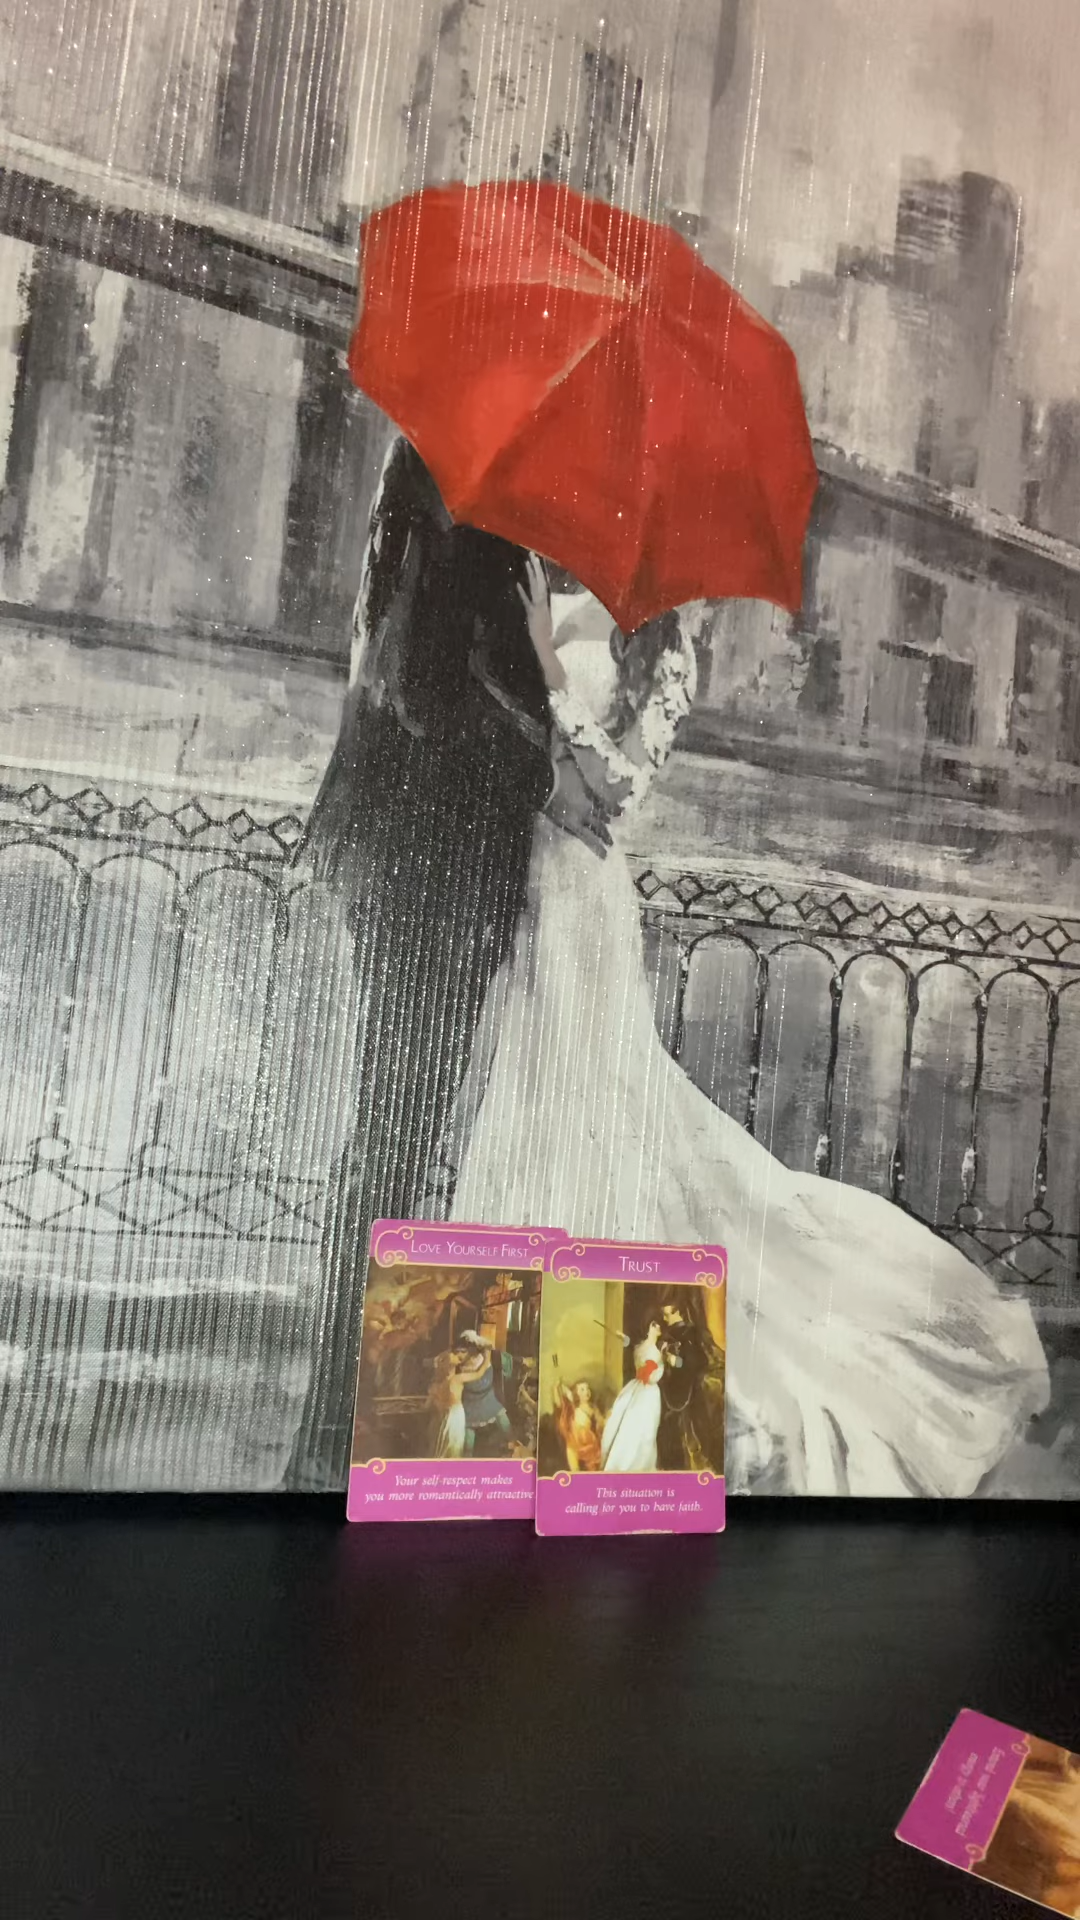 LOVE YOURSELF FIRST
Your self-respect makes
you more romantically attractive
TRUST
This situation is
calling for you to have faith.